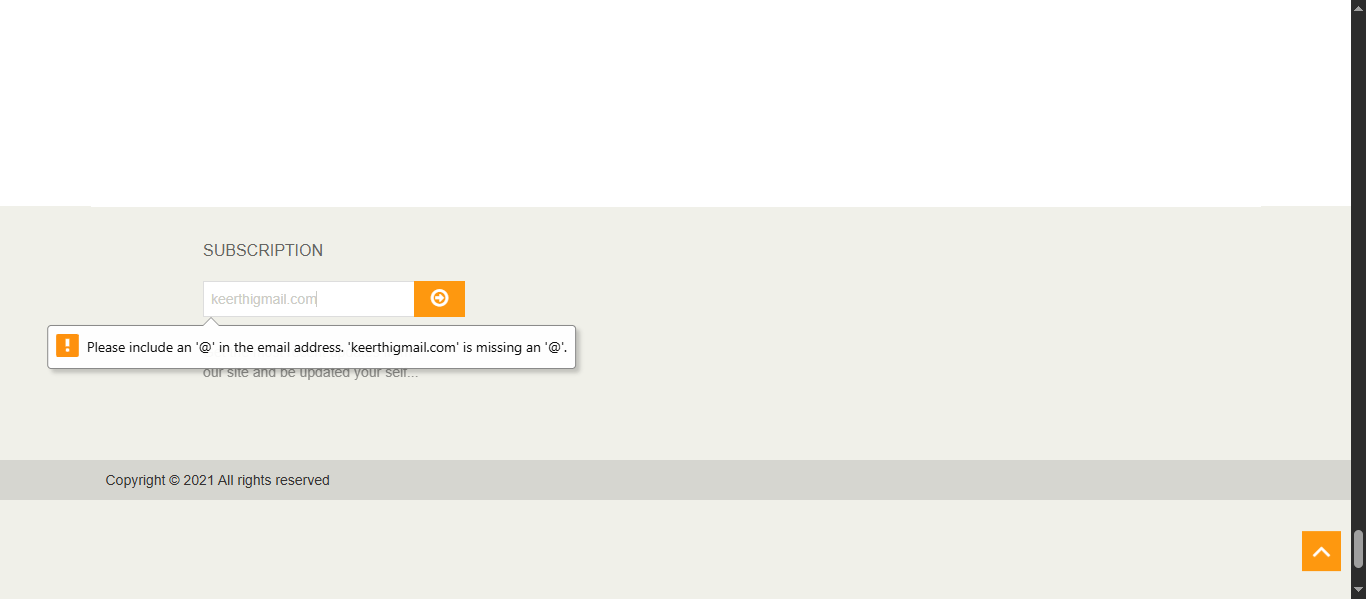 SUBSCRIPTION
keerthigmail.com
Please include an '@' in the email address. 'keerthigmail.com' is missing an '@'.
our site and be updated your self...
Copyright © 2021 All rights reserved